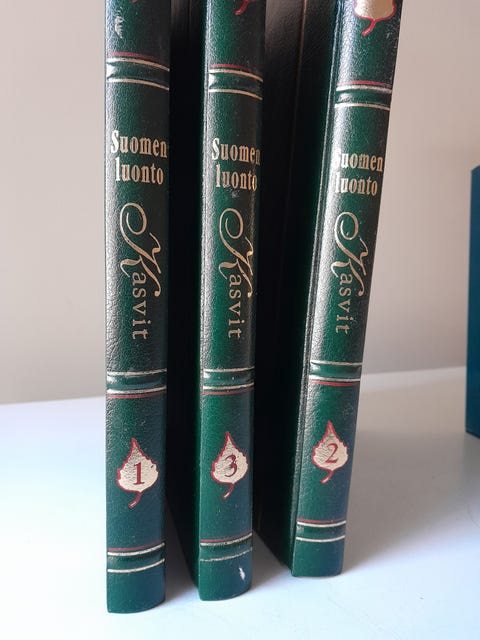 Suomen
luonto
Kasvit
1
Suomen
luonto
Kasvit
3
Suomen
luonto
Kasvit
2